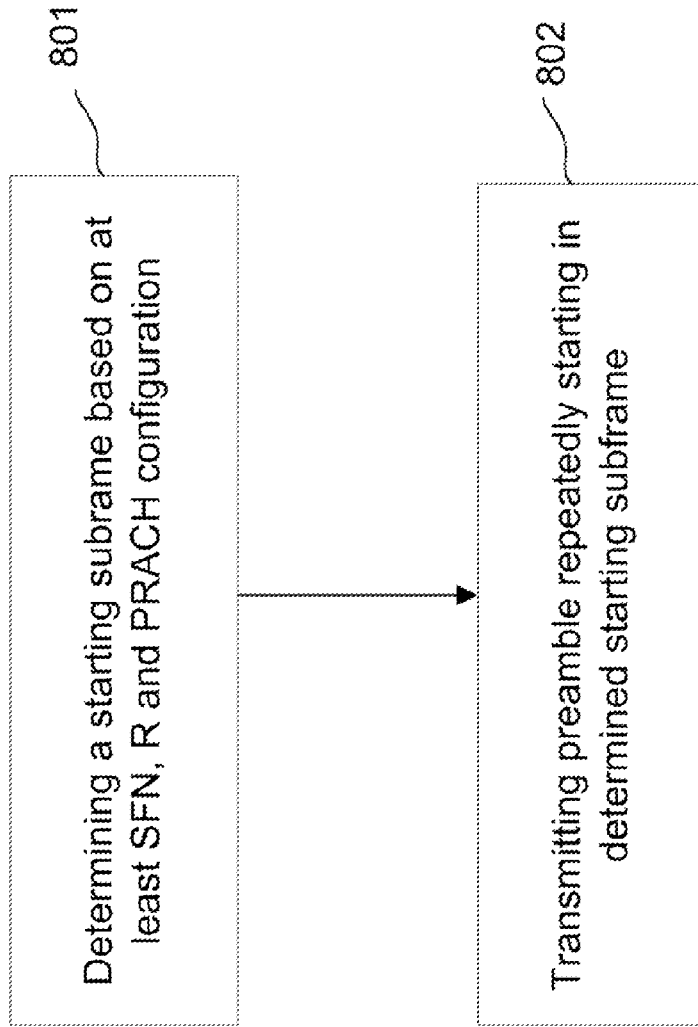 Determining a starting subrame based on at
least SFN, R and PRACH configuration
801
Transmitting preamble repeatedly starting in
determined starting subframe
802